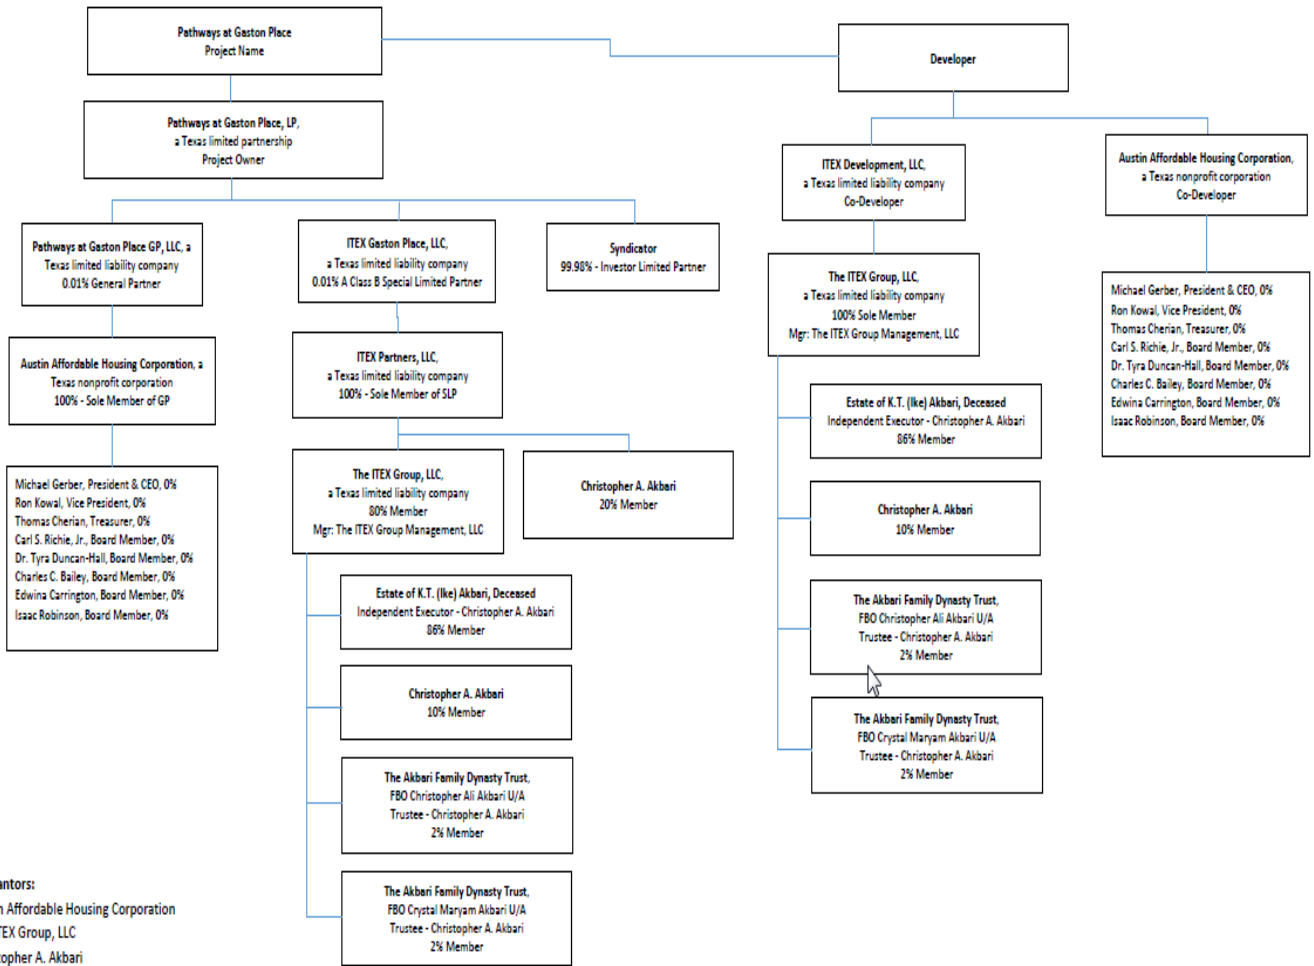 Pathways at Gaston Place
Project Name
Developer
Pathways at Gaston Place, LP,
a Texas limited partnership
Project Owner
ITEX Development, LLC,
a Texas limited liability company
Co-Developer
Austin Affordable Housing Corporation,
a Texas nonprofit corporation
Co-Developer
Pathways at Gaston Place GP, LLC, a
Texas limited liability company
0.01% General Partner
ITEX Gaston Place, LLC,
a Texas limited liability company
0.01% A Class B Special Limited Partner
Syndicator
99.98% - Investor Limited Partner
The ITEX Group, LLC,
a Texas limited liability company
100% Sole Member
Mgr: The ITEX Group Management, LLC
Michael Gerber, President & CEO, 0%
Ron Kowal, Vice President, 0%
Thomas Cherian, Treasurer, 0%
Carl S. Richie, Jr., Board Member, 0%
Dr. Tyra Duncan-Hall, Board Member, 0%
Charles C. Bailey, Board Member, 0%
Edwina Carrington, Board Member, 0%
Isaac Robinson, Board Member, 0%
Austin Affordable Housing Corporation, a
Texas nonprofit corporation
100% - Sole Member of GP
ITEX Partners, LLC,
a Texas limited liability company
100% - Sole Member of SLP
Estate of K.T. (Ike) Akbari, Deceased
Independent Executor - Christopher A. Akbari
86% Member
Michael Gerber, President & CEO, 0%
Ron Kowal, Vice President, 0%
Thomas Cherian, Treasurer, 0%
Carl S. Richie, Jr., Board Member, 0%
Dr. Tyra Duncan-Hall, Board Member, 0%
Charles C. Bailey, Board Member, 0%
Edwina Carrington, Board Member, 0%
Isaac Robinson, Board Member, 0%
The ITEX Group, LLC,
a Texas limited liability company
80% Member
Mgr: The ITEX Group Management, LLC
Christopher A. Akbari
20% Member
Christopher A. Akbari
10% Member
Estate of K.T. (Ike) Akbari, Deceased
Independent Executor - Christopher A. Akbari
86% Member
The Akbari Family Dynasty Trust,
FBO Christopher Ali Akbari U/A
Trustee - Christopher A. Akbari
2% Member
Christopher A. Akbari
10% Member
The Akbari Family Dynasty Trust,
FBO Crystal Maryam Akbari U/A
Trustee - Christopher A. Akbari
2% Member
The Akbari Family Dynasty Trust,
FBO Christopher Ali Akbari U/A
Trustee - Christopher A. Akbari
2% Member
The Akbari Family Dynasty Trust,
FBO Crystal Maryam Akbari U/A
Trustee - Christopher A. Akbari
2% Member
antors:
n Affordable Housing Corporation
TEX Group, LLC
topher A. Akbari